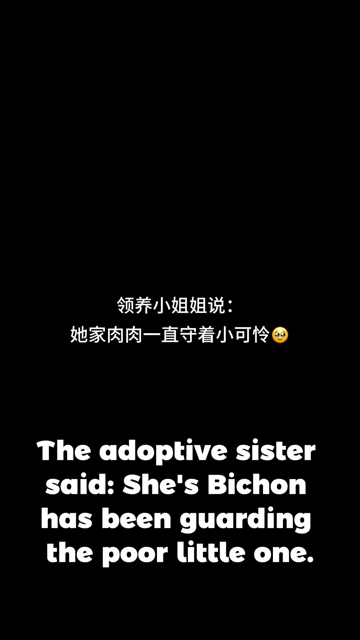 领养小姐姐说：
她家肉肉一直守着小可怜🥹
The adoptive sister
said: She's Bichon
has been guarding
the poor little one.